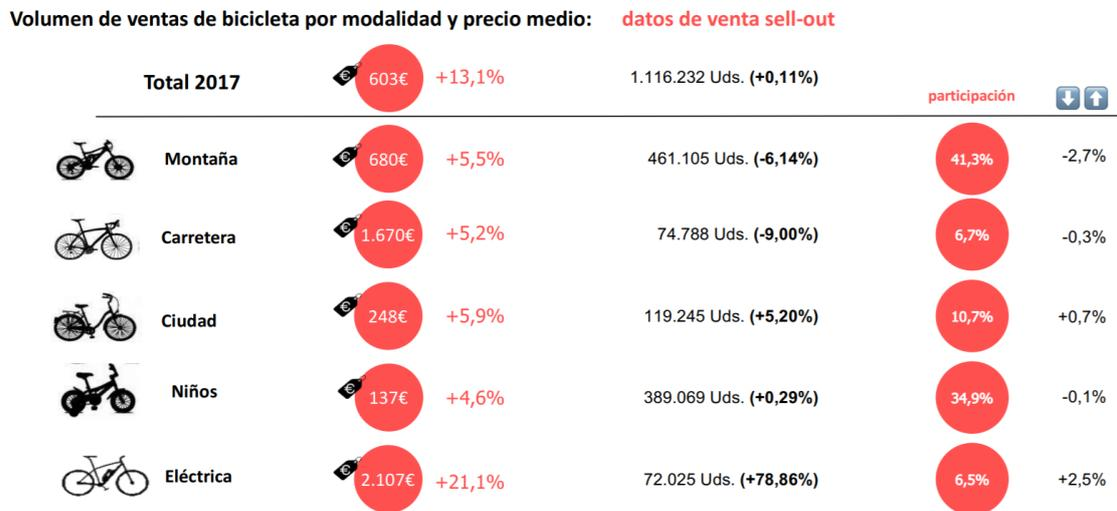 Volumen de ventas de bicicleta por modalidad y precio medio: datos de venta sell-out
Total 2017 € 603€ +13,1% 1.116.232 Uds. (+0,11%)
participación
Montaña € 680€ +5,5% 461.105 Uds. (-6,14%) 41,3% -2,7%
Carretera € 1.670€ +5,2% 74.788 Uds. (-9,00%) 6,7% -0,3%
Ciudad € 248€ +5,9% 119.245 Uds. (+5,20%) 10,7% +0,7%
Niños € 137€ +4,6% 389.069 Uds. (+0,29%) 34,9% -0,1%
Eléctrica € 2.107€ +21,1% 72.025 Uds. (+78,86%) 6,5% +2,5%